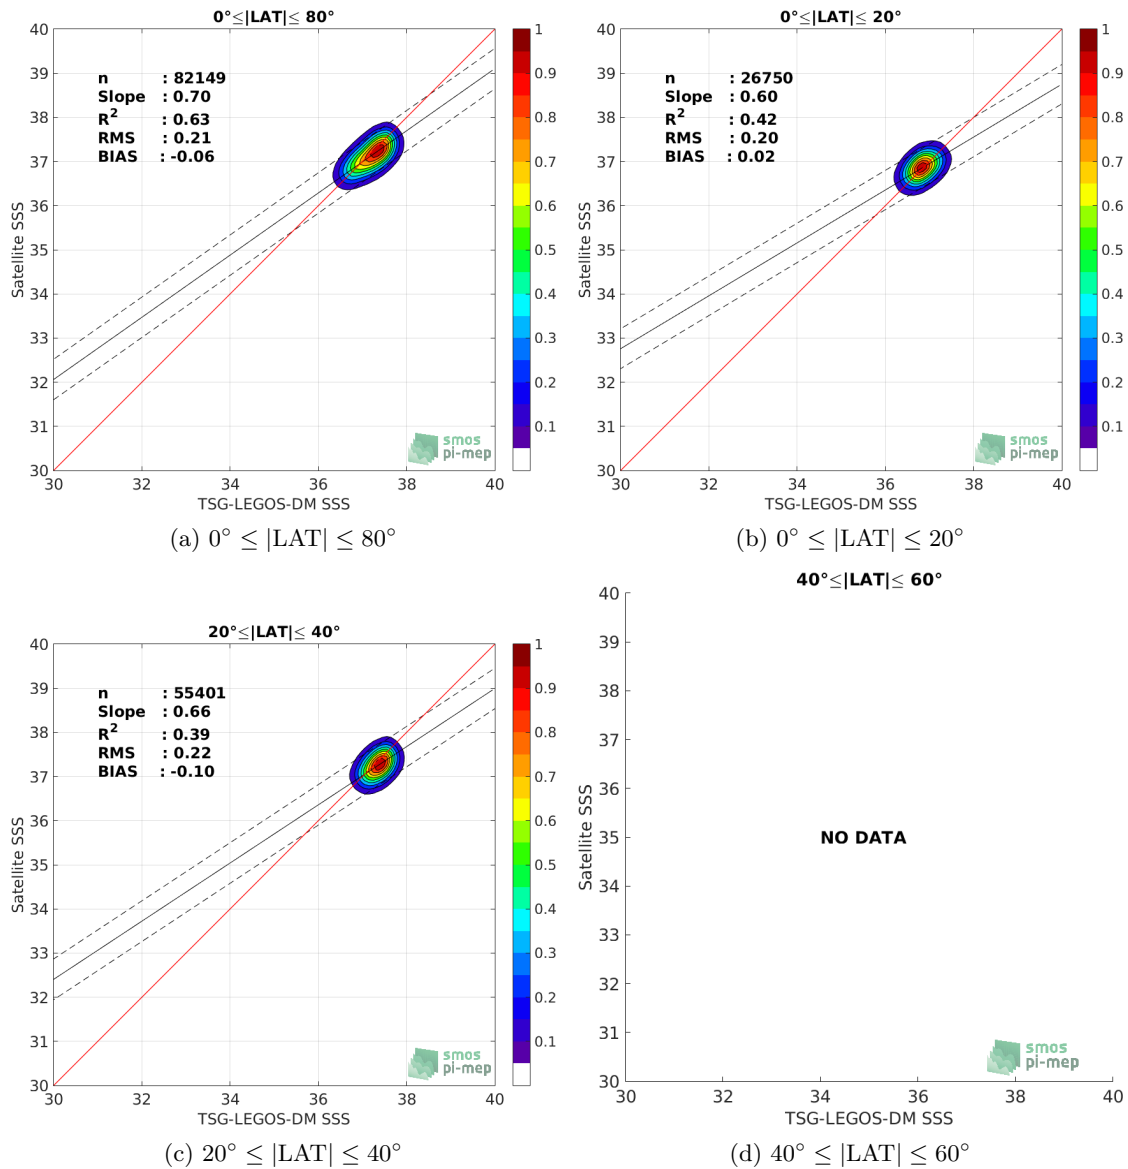 0°≤|LAT|≤ 80°
n : 82149
Slope : 0.70
R² : 0.63
RMS : 0.21
BIAS : -0.06
Satellite SSS
40
39
38
37
36
35
34
33
32
31
30
30 32 34 36 38 40
TSG-LEGOS-DM SSS
1
0.9
0.8
0.7
0.6
0.5
0.4
0.3
0.2
0.1
smos
pi-mep
(a) 0° ≤ |LAT| ≤ 80°
0°≤|LAT|≤ 20°
n : 26750
Slope : 0.60
R² : 0.42
RMS : 0.20
BIAS : 0.02
Satellite SSS
40
39
38
37
36
35
34
33
32
31
30
30 32 34 36 38 40
TSG-LEGOS-DM SSS
1
0.9
0.8
0.7
0.6
0.5
0.4
0.3
0.2
0.1
smos
pi-mep
(b) 0° ≤ |LAT| ≤ 20°
20°≤|LAT|≤ 40°
n : 55401
Slope : 0.66
R² : 0.39
RMS : 0.22
BIAS : -0.10
Satellite SSS
40
39
38
37
36
35
34
33
32
31
30
30 32 34 36 38 40
TSG-LEGOS-DM SSS
1
0.9
0.8
0.7
0.6
0.5
0.4
0.3
0.2
0.1
smos
pi-mep
(c) 20° ≤ |LAT| ≤ 40°
40°≤|LAT|≤ 60°
NO DATA
Satellite SSS
40
39
38
37
36
35
34
33
32
31
30
30 32 34 36 38 40
TSG-LEGOS-DM SSS
smos
pi-mep
(d) 40° ≤ |LAT| ≤ 60°